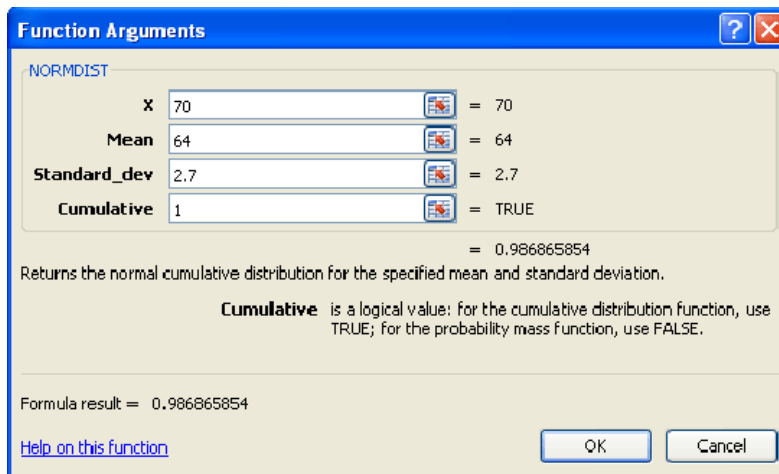 Function Arguments
?
NORMDIST
X 70 = 70
Mean 64 = 64
Standard_dev 2.7 = 2.7
Cumulative 1 = TRUE
= 0.986865854
Returns the normal cumulative distribution for the specified mean and standard deviation.
Cumulative is a logical value: for the cumulative distribution function, use
TRUE; for the probability mass function, use FALSE.
Formula result = 0.986865854
Help on this function OK Cancel